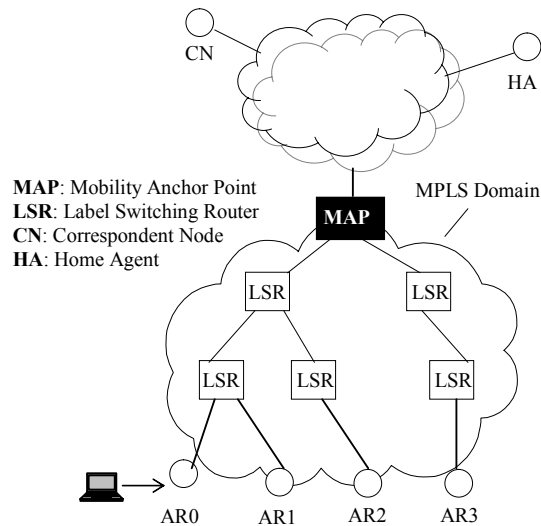 CN
HA
MAP: Mobility Anchor Point
LSR: Label Switching Router
CN: Correspondent Node
HA: Home Agent
MPLS Domain
MAP
LSR
LSR
LSR
LSR
LSR
AR0
AR1
AR2
AR3